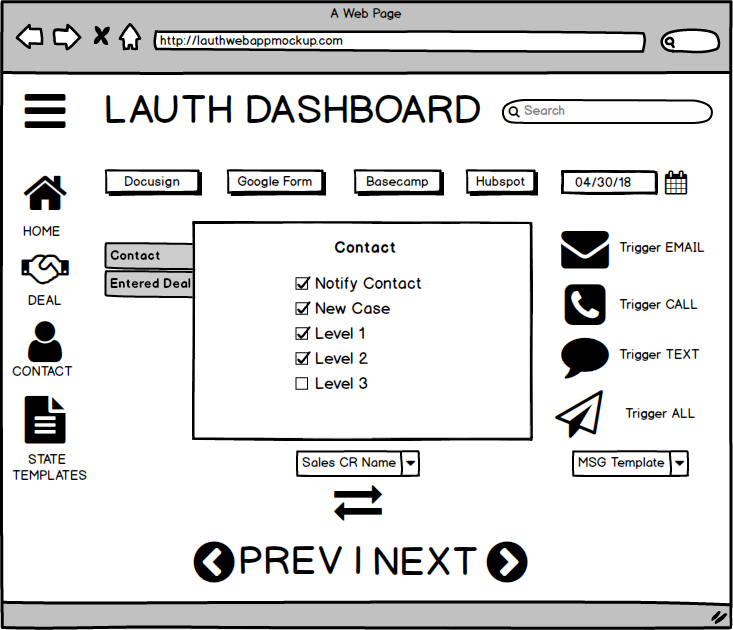 A Web Page
http://lauthwebappmockup.com
LAUTH DASHBOARD
Search
Docusign
Google Form
Basecamp
Hubspot
04/30/18
HOME
DEAL
CONTACT
STATE
TEMPLATES
Contact
Entered Deal
Contact
Notify Contact
New Case
Level 1
Level 2
Level 3
Trigger EMAIL
Trigger CALL
Trigger TEXT
Trigger ALL
Sales CR Name
MSG Template
PREV | NEXT